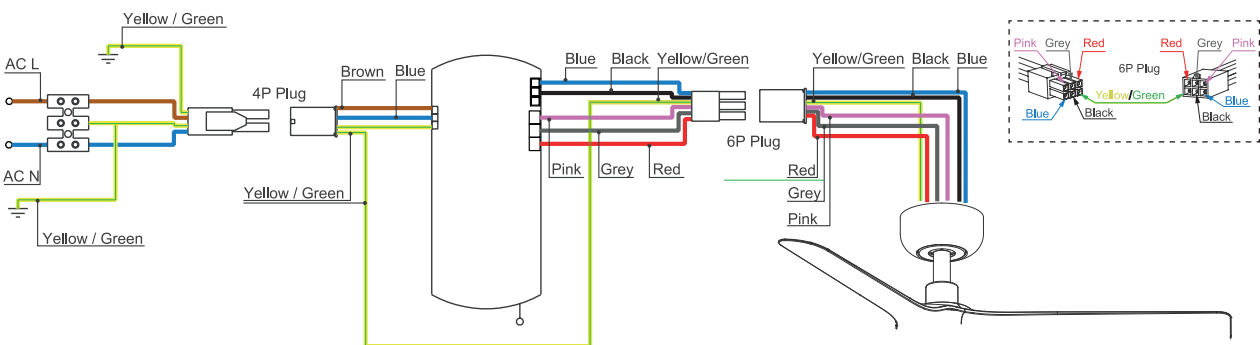 Yellow / Green
AC L
AC N
Yellow / Green
4P Plug
Brown
Blue
Yellow / Green
Blue
Black
Yellow/Green
Pink
Grey
Red
6P Plug
Yellow/Green
Black
Blue
Red
Grey
Pink
Pink
Grey
Red
Red
Grey
Pink
6P Plug
Yellow/Green
Blue
Black
Black
Blue